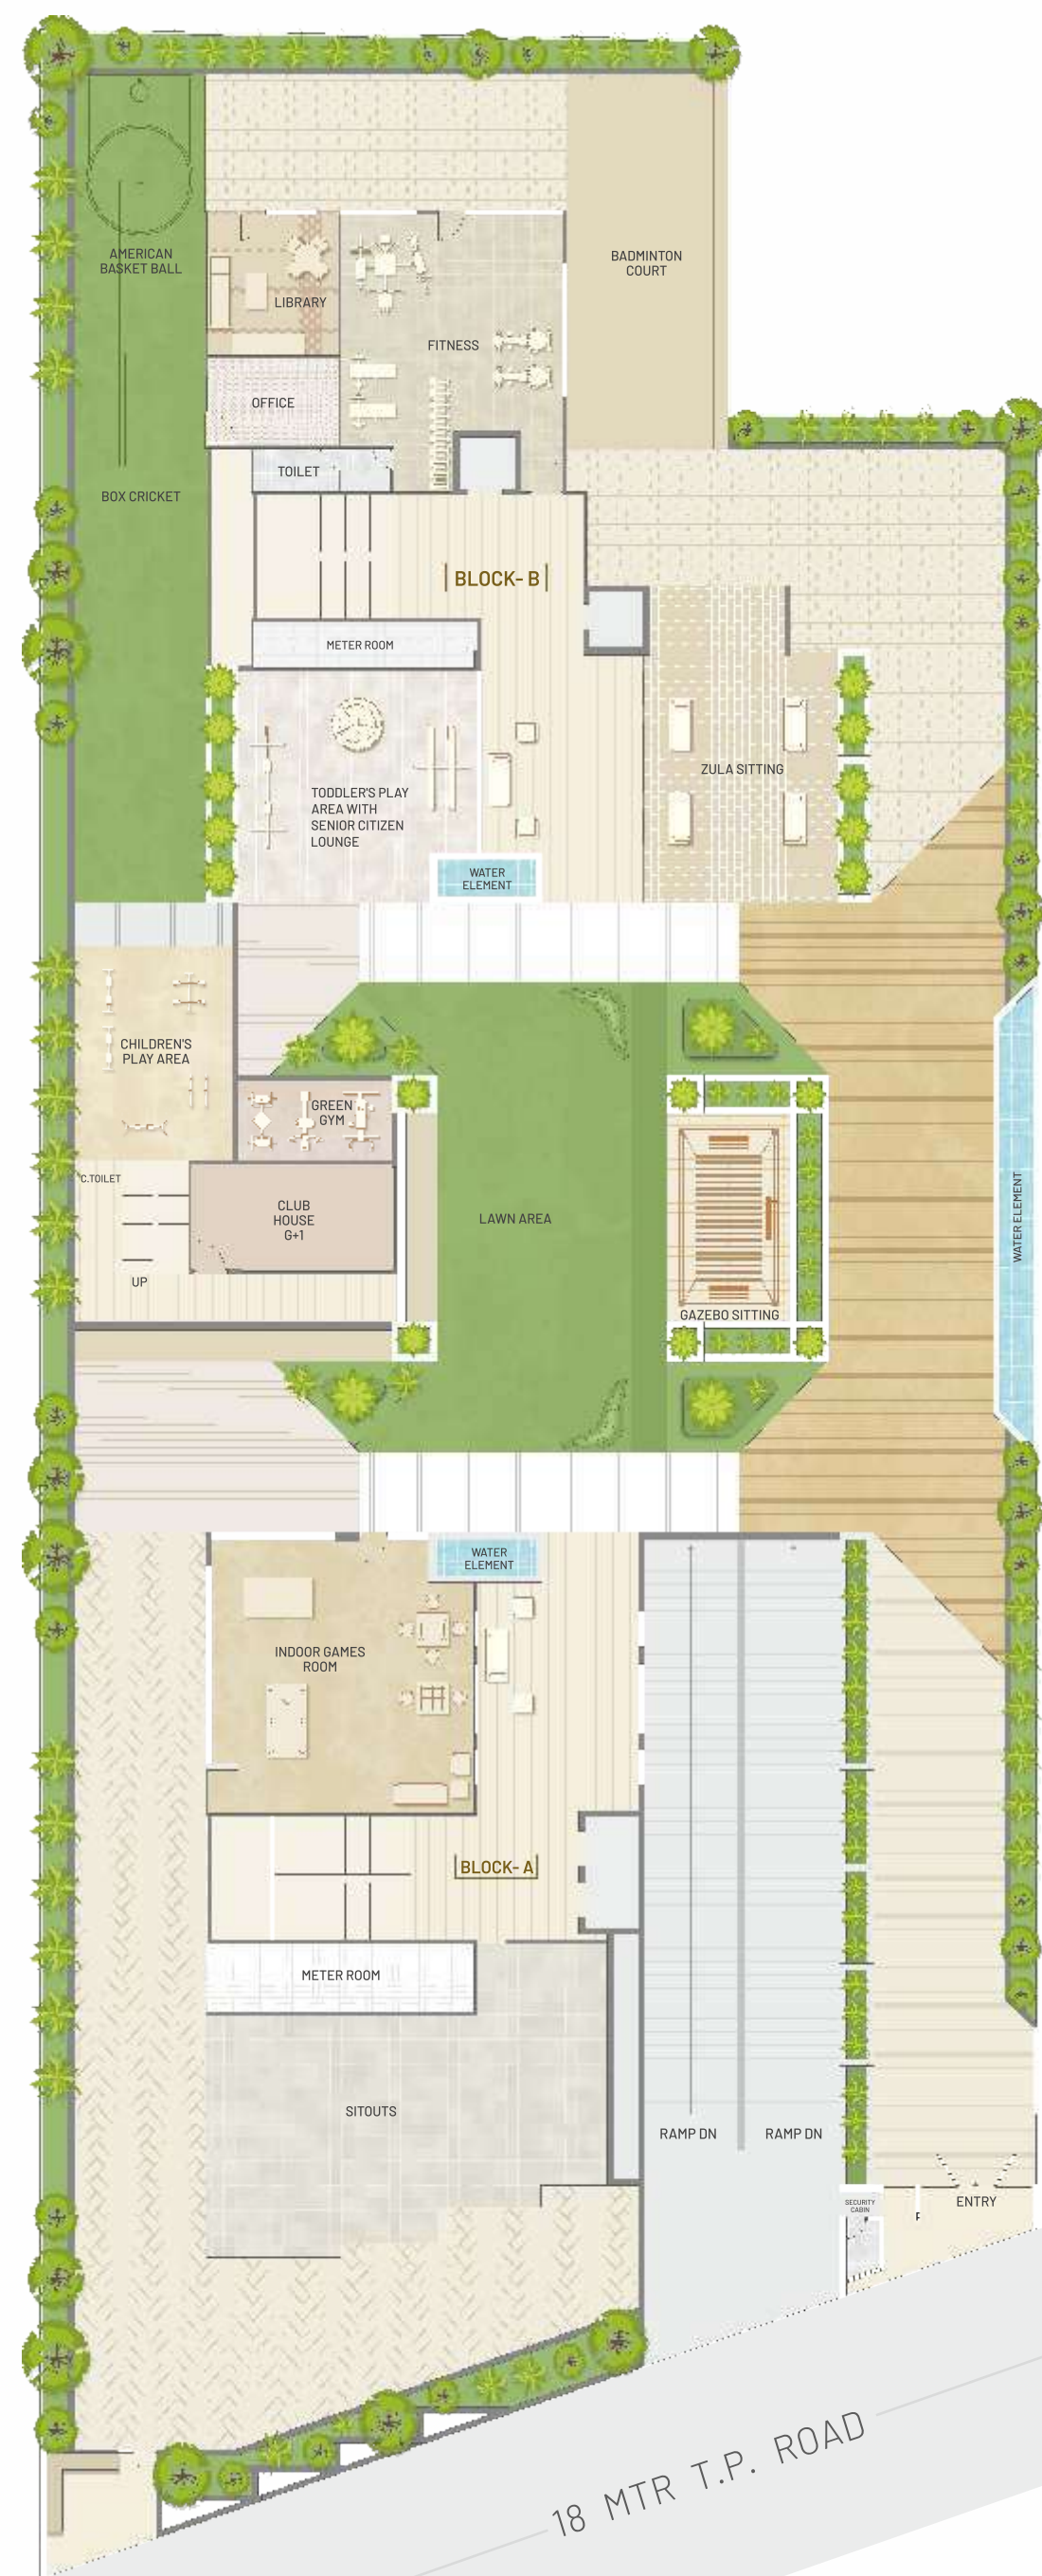 AMERICAN
BASKET BALL
BADMINTON
COURT
LIBRARY
FITNESS
OFFICE
TOILET
BOX CRICKET
BLOCK- B
METER ROOM
ZULA SITTING
TODDLER'S PLAY
AREA WITH
SENIOR CITIZEN
LOUNGE
WATER
ELEMENT
CHILDREN'S
PLAY AREA
GREEN
GYM
C.TOILET
CLUB
HOUSE
G+1
UP
LAWN AREA
WATER ELEMENT
GAZEBO SITTING
WATER
ELEMENT
INDOOR GAMES
ROOM
BLOCK- A
METER ROOM
SITOUTS
RAMP DN
RAMP DN
SECURITY
CABIN
ENTRY
18 MTR T.P. ROAD